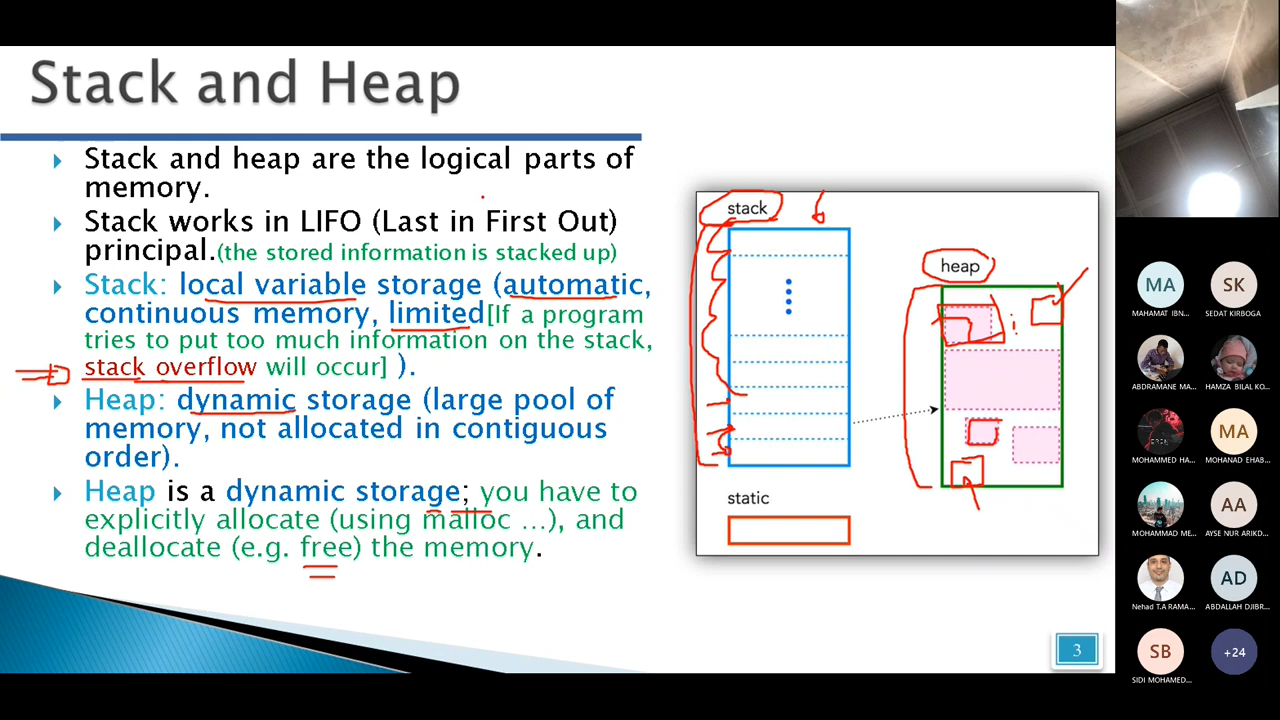 Stack and Heap
Stack and heap are the logical parts of
memory.
Stack works in LIFO (Last in First Out)
principal.(the stored information is stacked up)
Stack: local variable storage (automatic,
continuous memory, limited[If a program
tries to put too much information on the stack,
stack overflow will occur] ).
Heap: dynamic storage (large pool of
memory, not allocated in contiguous
order).
Heap is a dynamic storage; you have to
explicitly allocate (using malloc ...), and
deallocate (e.g. free) the memory.
stack
heap
static
3
MA
MAHAMAT IBN...
SK
SEDAT KIRBOGA
ABDRAMANE MA...
HAMZA BILAL KO...
MOHAMMED HA...
MA
MOHANAD EHAB...
MOHAMMAD ME...
AA
AYSE NUR ARIKD...
Nehad T.A RAMA...
AD
ABDALLAH DJIBR...
SB
SIDI MOHAMED...
+24